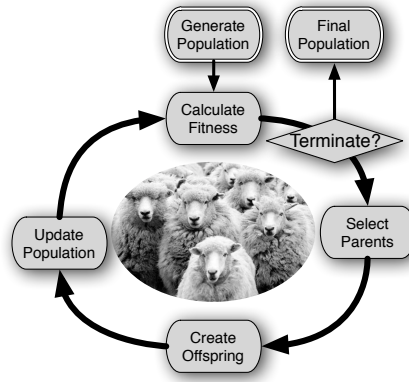 Generate
Population
Final
Population
Calculate
Fitness
Terminate?
Select
Parents
Update
Population
Create
Offspring